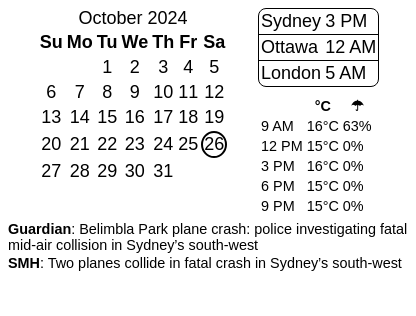 October 2024
Su Mo Tu We Th Fr Sa
1 2 3 4 5
6 7 8 9 10 11 12
13 14 15 16 17 18 19
20 21 22 23 24 25 26
27 28 29 30 31
Sydney 3 PM
Ottawa 12 AM
London 5 AM
°C ☂
9 AM 16°C 63%
12 PM 15°C 0%
3 PM 16°C 0%
6 PM 15°C 0%
9 PM 15°C 0%
Guardian: Belimbla Park plane crash: police investigating fatal
mid-air collision in Sydney’s south-west
SMH: Two planes collide in fatal crash in Sydney’s south-west